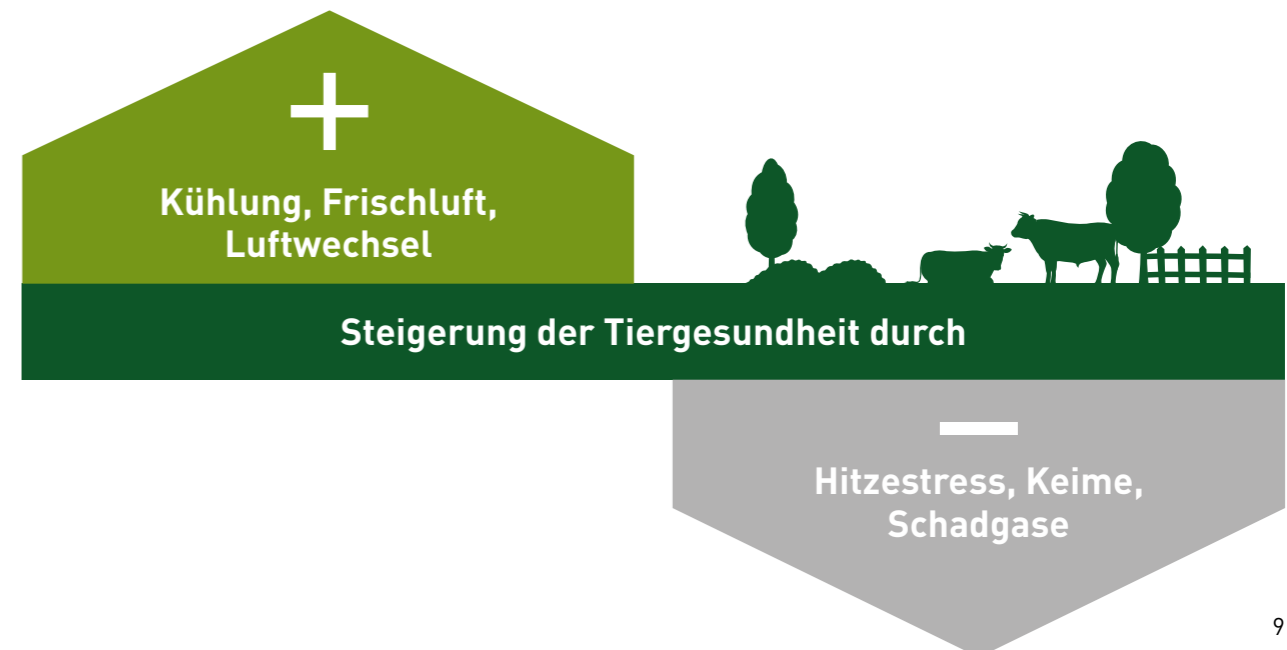 +
Kühlung, Frischluft,
Luftwechsel
Steigerung der Tiergesundheit durch
—
Hitzestress, Keime,
Schadgase
9